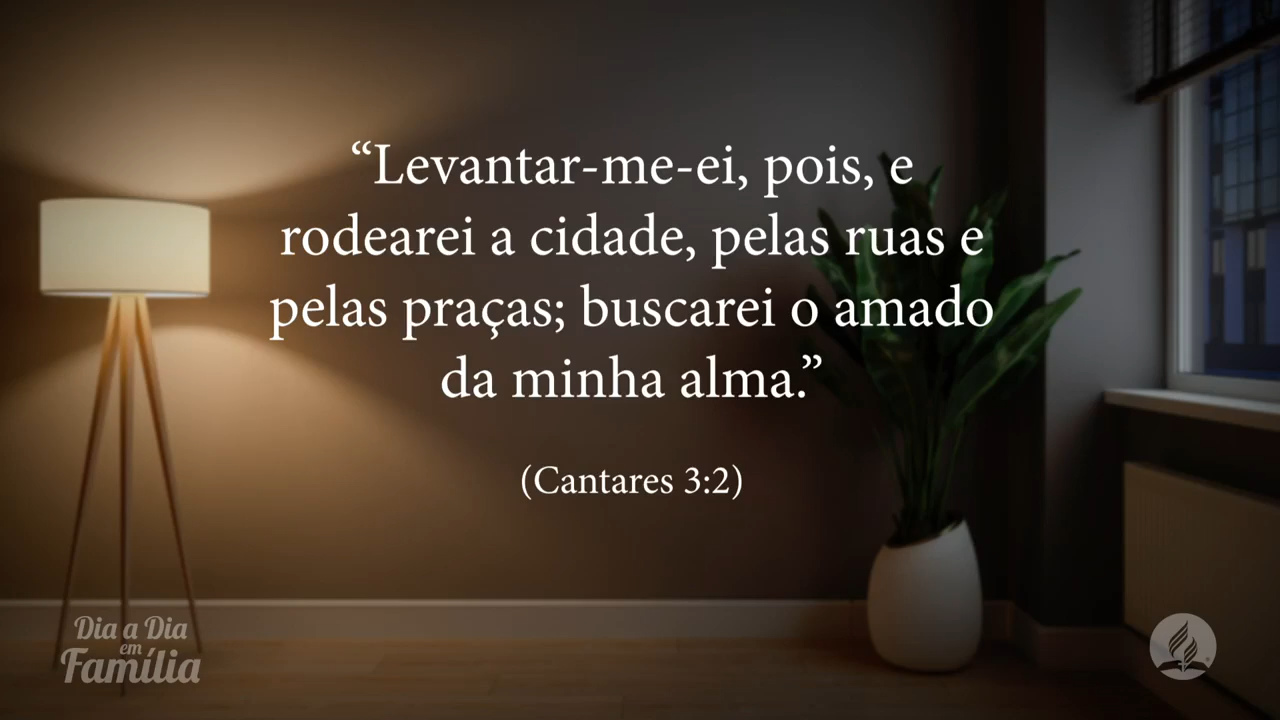 “Levantar-me-ei, pois, e
rodearei a cidade, pelas ruas e
pelas praças; buscarei o amado
da minha alma.”
(Cantares 3:2)
Dia a Dia
em
Família